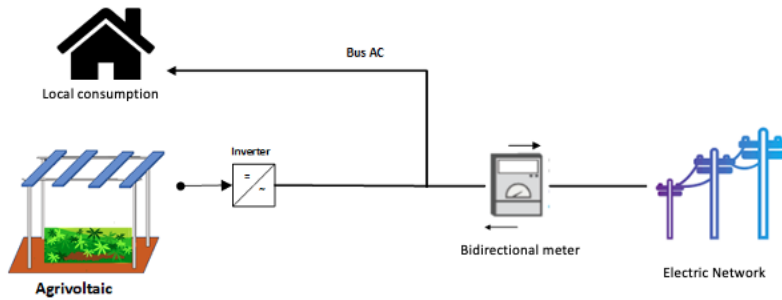 Bus AC
Local consumption
Inverter
=
~
Bidirectional meter
Electric Network
Agrivoltaic